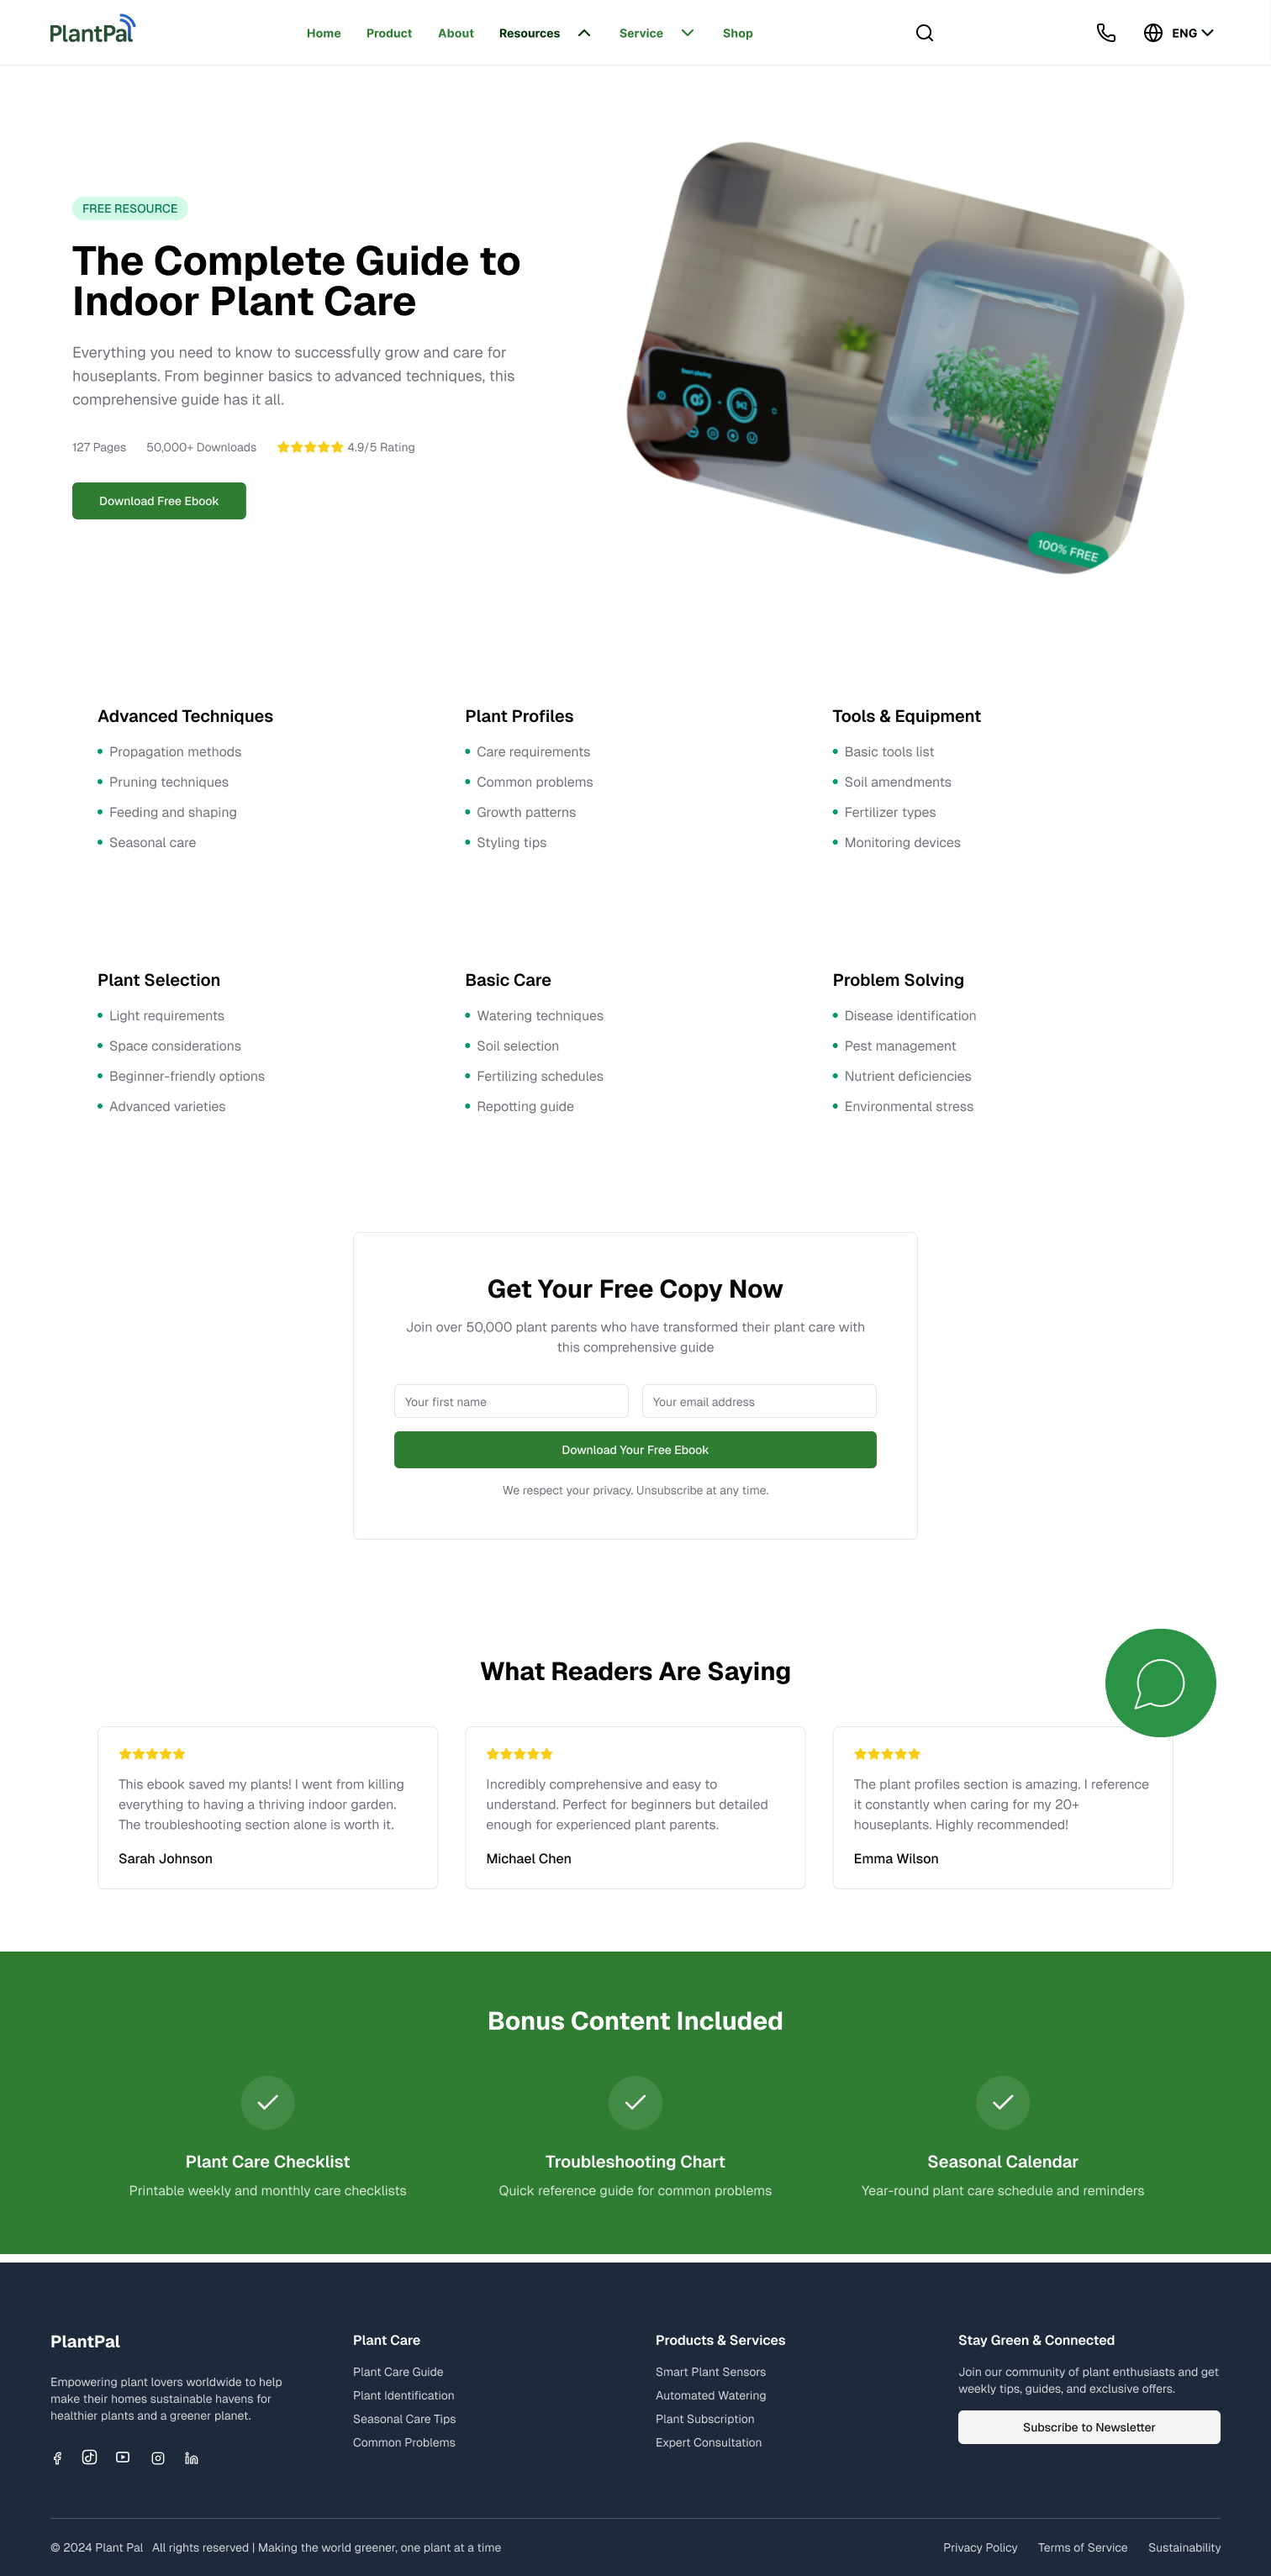 PlantPal
Home
Product
About
Resources
Service
Shop
ENG
FREE RESOURCE
The Complete Guide to
Indoor Plant Care
Everything you need to know to successfully grow and care for
houseplants. From beginner basics to advanced techniques, this
comprehensive guide has it all.
127 Pages
50,000+ Downloads
4.9/5 Rating
Download Free Ebook
100% FREE
Advanced Techniques
Propagation methods
Pruning techniques
Feeding and shaping
Seasonal care
Plant Profiles
Care requirements
Common problems
Growth patterns
Styling tips
Tools & Equipment
Basic tools list
Soil amendments
Fertilizer types
Monitoring devices
Plant Selection
Light requirements
Space considerations
Beginner-friendly options
Advanced varieties
Basic Care
Watering techniques
Soil selection
Fertilizing schedules
Repotting guide
Problem Solving
Disease identification
Pest management
Nutrient deficiencies
Environmental stress
Get Your Free Copy Now
Join over 50,000 plant parents who have transformed their plant care with
this comprehensive guide
Your first name
Your email address
Download Your Free Ebook
We respect your privacy. Unsubscribe at any time.
What Readers Are Saying
This ebook saved my plants! I went from killing
everything to having a thriving indoor garden.
The troubleshooting section alone is worth it.
Sarah Johnson
Incredibly comprehensive and easy to
understand. Perfect for beginners but detailed
enough for experienced plant parents.
Michael Chen
The plant profiles section is amazing. I reference
it constantly when caring for my 20+
houseplants. Highly recommended!
Emma Wilson
Bonus Content Included
Plant Care Checklist
Printable weekly and monthly care checklists
Troubleshooting Chart
Quick reference guide for common problems
Seasonal Calendar
Year-round plant care schedule and reminders
PlantPal
Empowering plant lovers worldwide to help
make their homes sustainable havens for
healthier plants and a greener planet.
Plant Care
Plant Care Guide
Plant Identification
Seasonal Care Tips
Common Problems
Products & Services
Smart Plant Sensors
Automated Watering
Plant Subscription
Expert Consultation
Stay Green & Connected
Join our community of plant enthusiasts and get
weekly tips, guides, and exclusive offers.
Subscribe to Newsletter
© 2024 Plant Pal All rights reserved | Making the world greener, one plant at a time
Privacy Policy
Terms of Service
Sustainability